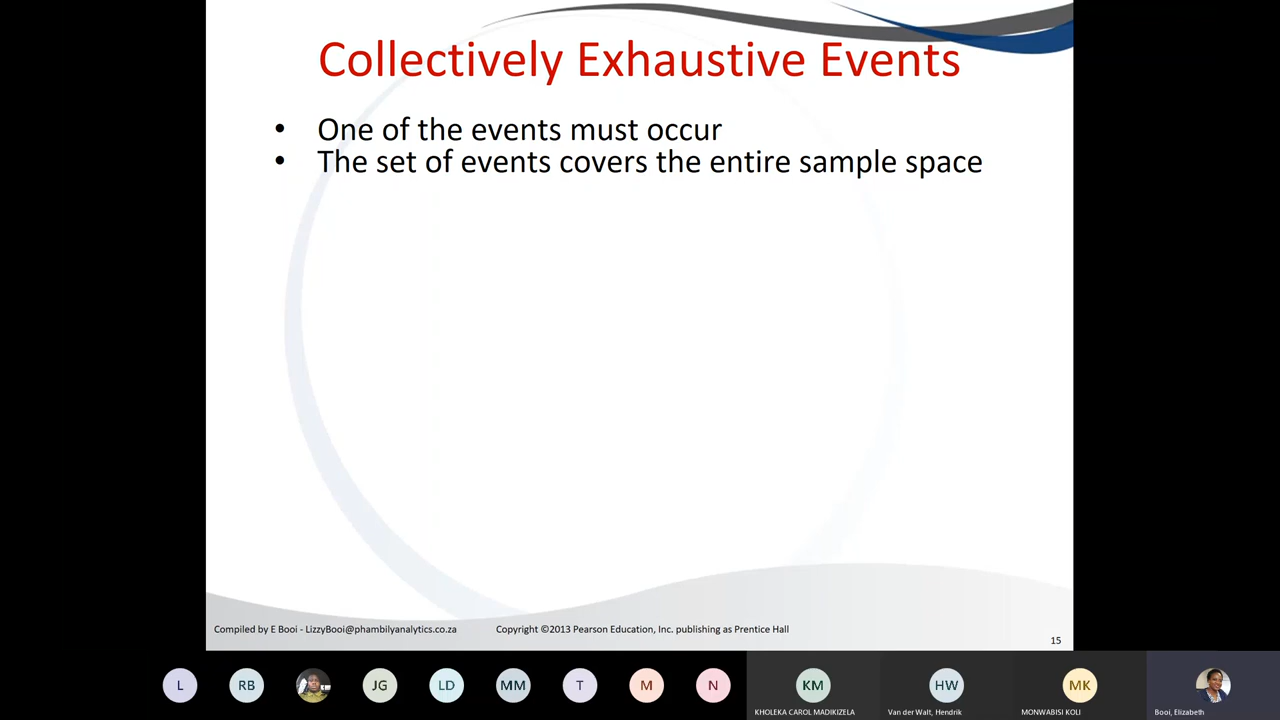 Collectively Exhaustive Events
• One of the events must occur
• The set of events covers the entire sample space
Compiled by E Booi - LizzyBooi@phambilyanalytics.co.za
Copyright ©2013 Pearson Education, Inc. publishing as Prentice Hall
15
L
RB
JG
LD
MM
T
M
N
KM
HW
MK
KHOLEKA CAROL MADIKIZELA
Van der Walt, Hendrik
MONWABISI KOLI
Booi, Elizabeth